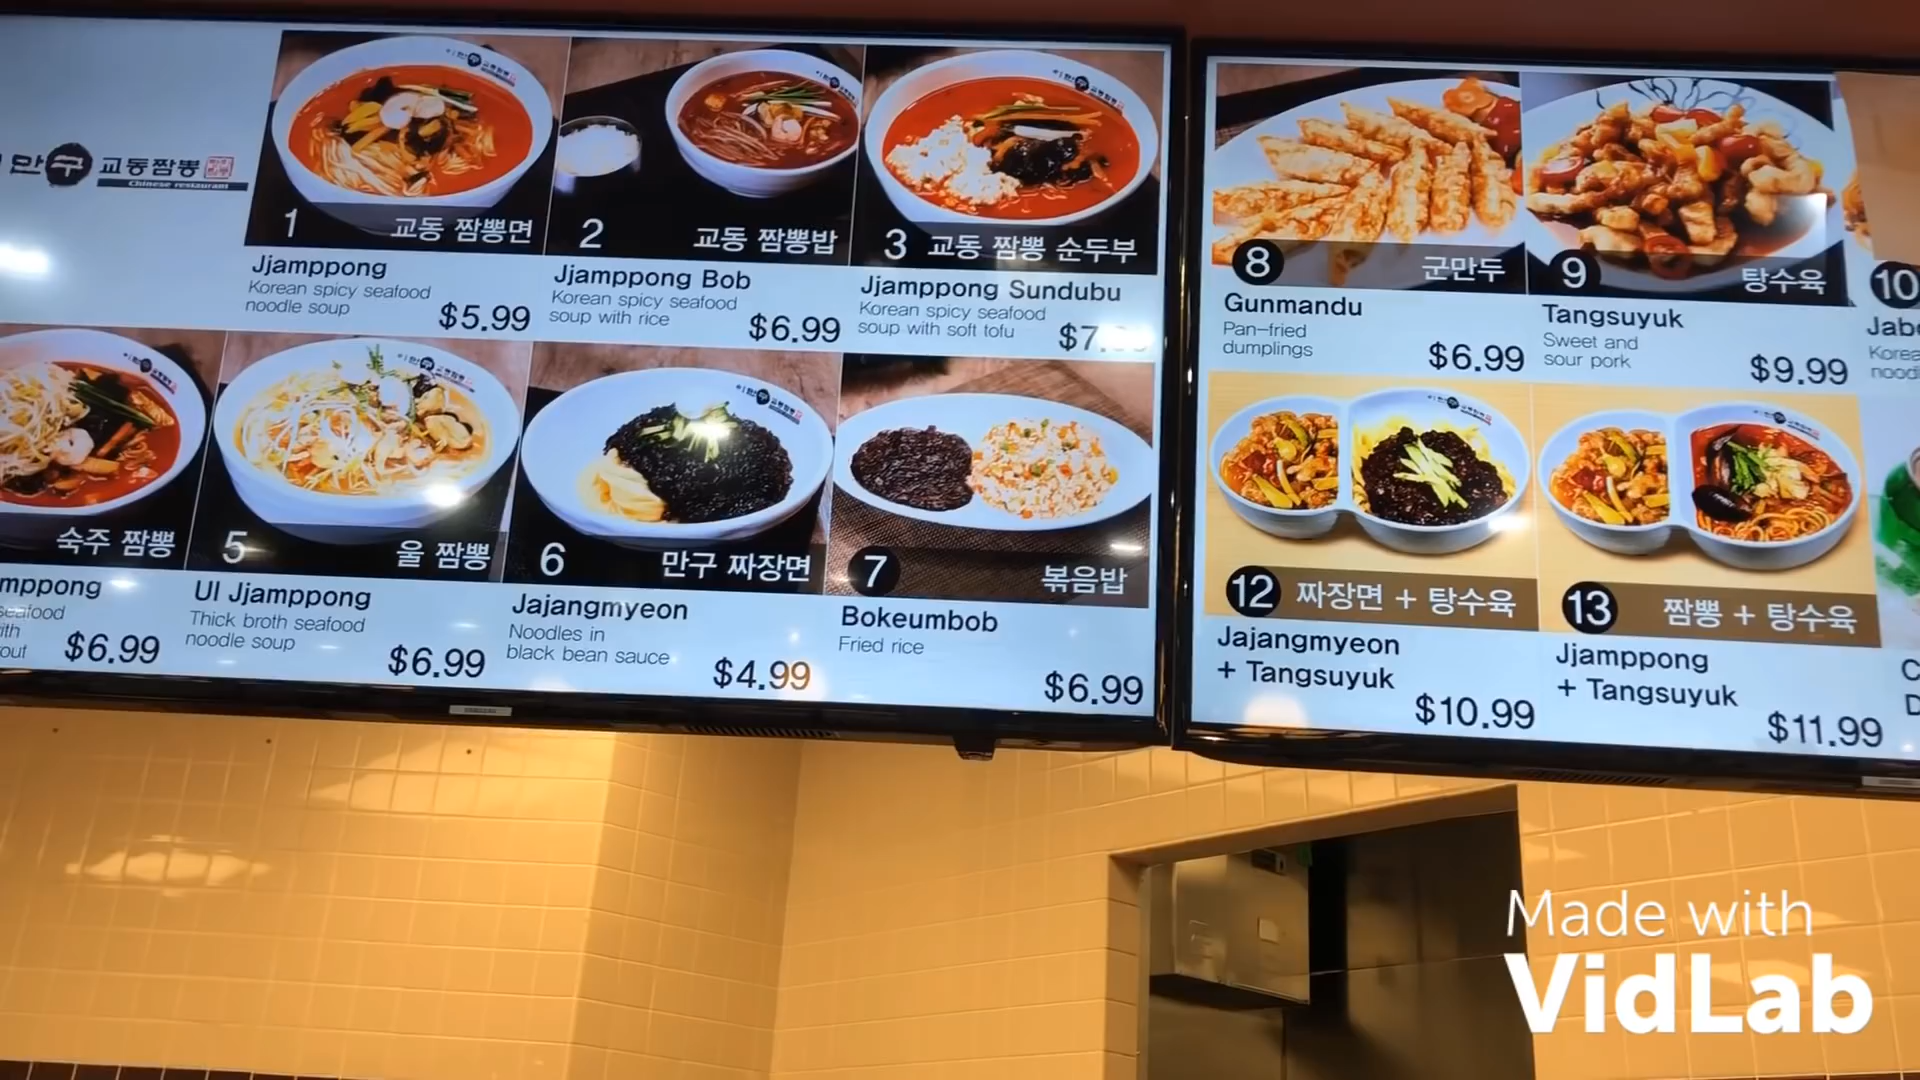 만구 교동짬뽕
Chinese restaurant
1 교동 짬뽕면
Jjamppong
Korean spicy seafood
noodle soup
$5.99
2 교동 짬뽕밥
Jjamppong Bob
Korean spicy seafood
soup with rice
$6.99
3 교동 짬뽕 순두부
Jjamppong Sundubu
Korean spicy seafood
soup with soft tofu
$7.
숙주 짬뽕
mppong
seafood
ith
out
$6.99
5 울 짬뽕
Ul Jjamppong
Thick broth seafood
noodle soup
$6.99
6 만구 짜장면
Jajangmyeon
Noodles in
black bean sauce
$4.99
7 볶음밥
Bokeumbob
Fried rice
$6.99
8 군만두
Gunmandu
Pan-fried
dumplings
$6.99
9 탕수육
Tangsuyuk
Sweet and
sour pork
$9.99
10
Korea
12 짜장면 + 탕수육
Jajangmyeon
+ Tangsuyuk
$10.99
13 짬뽕 + 탕수육
Jjamppong
+ Tangsuyuk
$11.99
SAMSUNG
Made with
VidLab